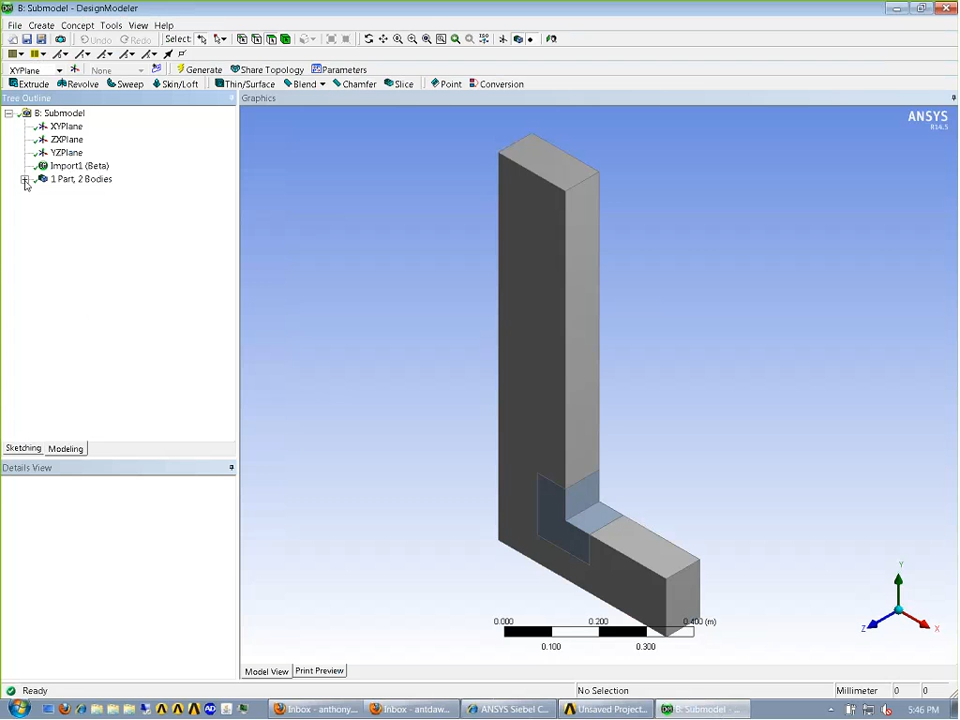 B: Submodel - DesignModeler
File Create Concept Tools View Help
Undo Redo Select:
XYPlane None Generate Share Topology Parameters
Extrude Revolve Sweep Skin/Loft Thin/Surface Blend Chamfer Slice Point Conversion
Tree Outline
Graphics
B: Submodel
XYPlane
ZXPlane
YZPlane
Import1 (Beta)
1 Part, 2 Bodies
ANSYS
R14.5
Sketching Modeling
Details View
Y
Z
X
0.000 0.200 0.400 (m)
0.100 0.300
Model View Print Preview
Ready No Selection Millimeter 0 0
Inbox - anthony... Inbox - antdaw... ANSYS Siebel C... Unsaved Project... B: Submodel - ... 5:46 PM